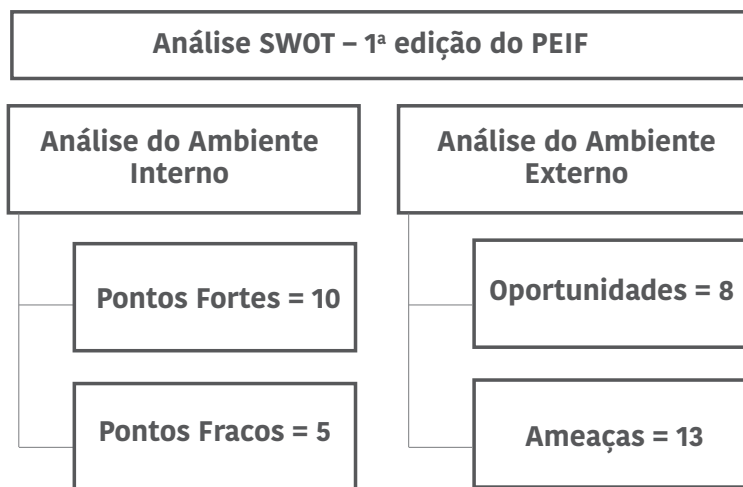 Análise SWOT – 1ª edição do PEIF
Análise do Ambiente
Interno
Pontos Fortes = 10
Pontos Fracos = 5
Análise do Ambiente
Externo
Oportunidades = 8
Ameaças = 13